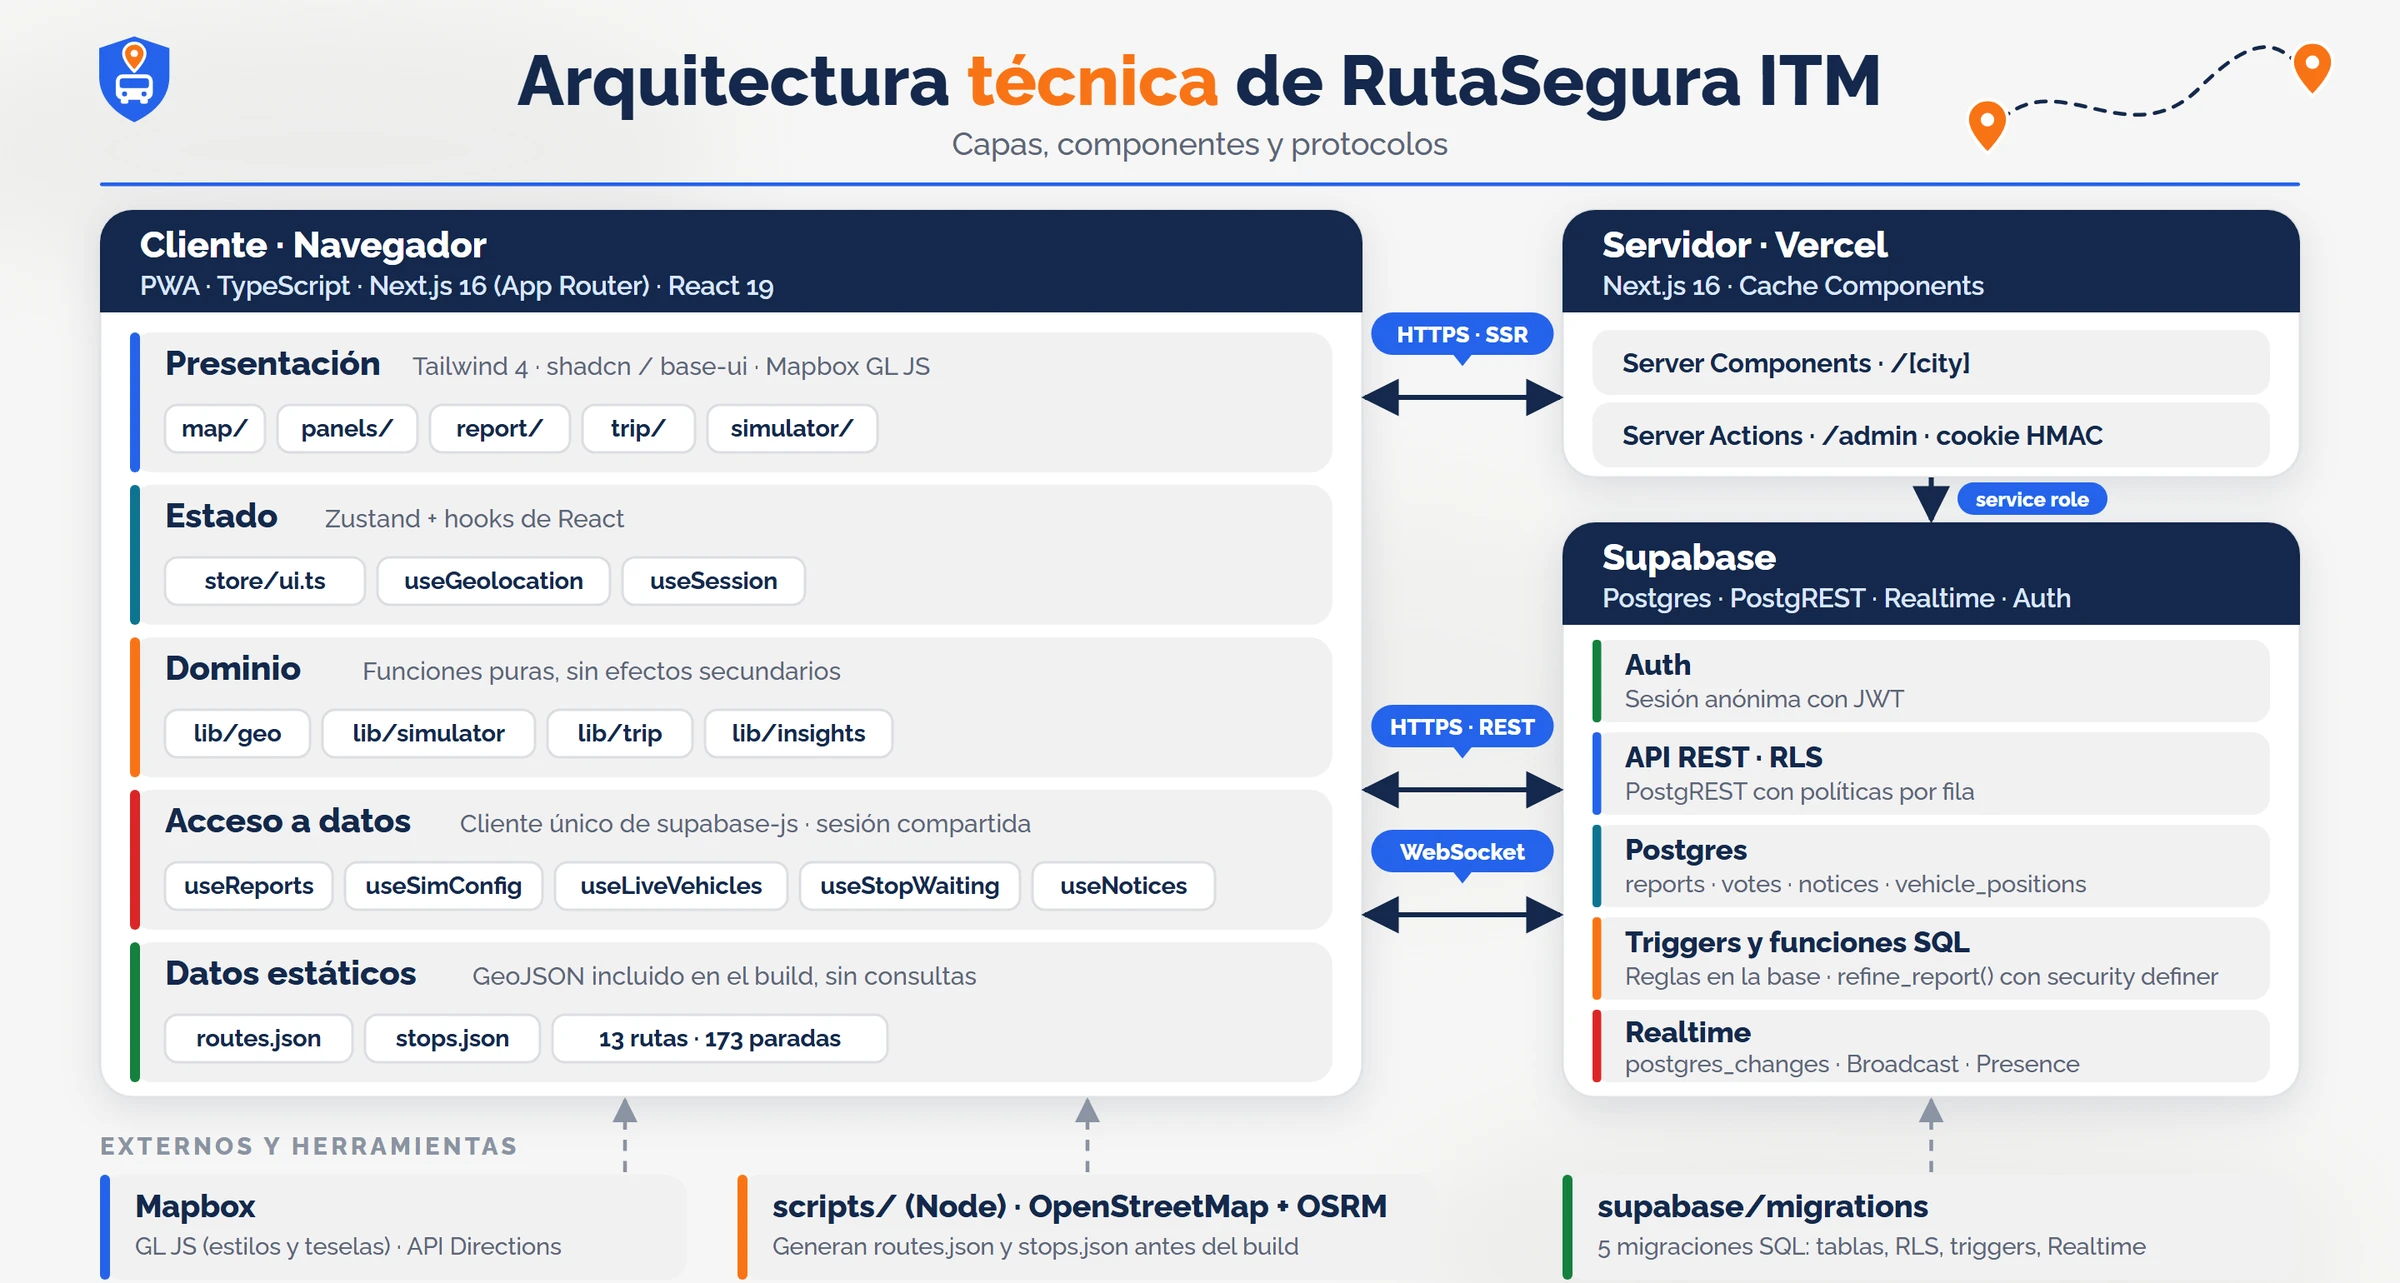 Arquitectura técnica de RutaSegura ITM
Capas, componentes y protocolos
Cliente · Navegador
PWA · TypeScript · Next.js 16 (App Router) · React 19
Presentación Tailwind 4 · shadcn / base-ui · Mapbox GL JS
map/ panels/ report/ trip/ simulator/
Estado Zustand + hooks de React
store/ui.ts useGeolocation useSession
Dominio Funciones puras, sin efectos secundarios
lib/geo lib/simulator lib/trip lib/insights
Acceso a datos Cliente único de supabase-js · sesión compartida
useReports useSimConfig useLiveVehicles useStopWaiting useNotices
Datos estáticos GeoJSON incluido en el build, sin consultas
routes.json stops.json 13 rutas · 173 paradas
HTTPS · SSR
HTTPS · REST
WebSocket
Servidor · Vercel
Next.js 16 · Cache Components
Server Components · /[city]
Server Actions · /admin · cookie HMAC
service role
Supabase
Postgres · PostgREST · Realtime · Auth
Auth
Sesión anónima con JWT
API REST · RLS
PostgREST con políticas por fila
Postgres
reports · votes · notices · vehicle_positions
Triggers y funciones SQL
Reglas en la base · refine_report() con security definer
Realtime
postgres_changes · Broadcast · Presence
EXTERNOS Y HERRAMIENTAS
Mapbox
GL JS (estilos y teselas) · API Directions
scripts/ (Node) · OpenStreetMap + OSRM
Generan routes.json y stops.json antes del build
supabase/migrations
5 migraciones SQL: tablas, RLS, triggers, Realtime